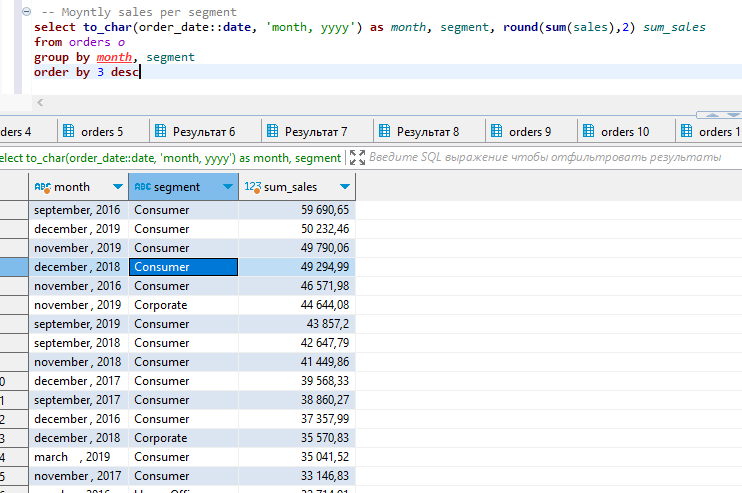 -- Moyntly sales per segment
select to_char(order_date::date, 'month, yyyy') as month, segment, round(sum(sales),2) sum_sales
from orders o
group by month, segment
order by 3 desc
ders 4 orders 5 Результат 6 Результат 7 Результат 8 orders 9 orders 10 orders 1
elect to_char(order_date::date, 'month, yyyy') as month, segment Введите SQL выражение чтобы отфильтровать результаты
ABC month ABC segment 123 sum_sales
september, 2016 Consumer 59 690,65
december , 2019 Consumer 50 232,46
november , 2019 Consumer 49 790,06
december , 2018 Consumer 49 294,99
november , 2016 Consumer 46 571,98
november , 2019 Corporate 44 644,08
september, 2019 Consumer 43 857,2
september, 2018 Consumer 42 647,79
november , 2018 Consumer 41 449,86
0 december , 2017 Consumer 39 568,33
1 september, 2017 Consumer 38 860,27
2 december , 2016 Consumer 37 357,99
3 december , 2018 Corporate 35 570,83
4 march , 2019 Consumer 35 041,52
5 november , 2017 Consumer 33 146,83